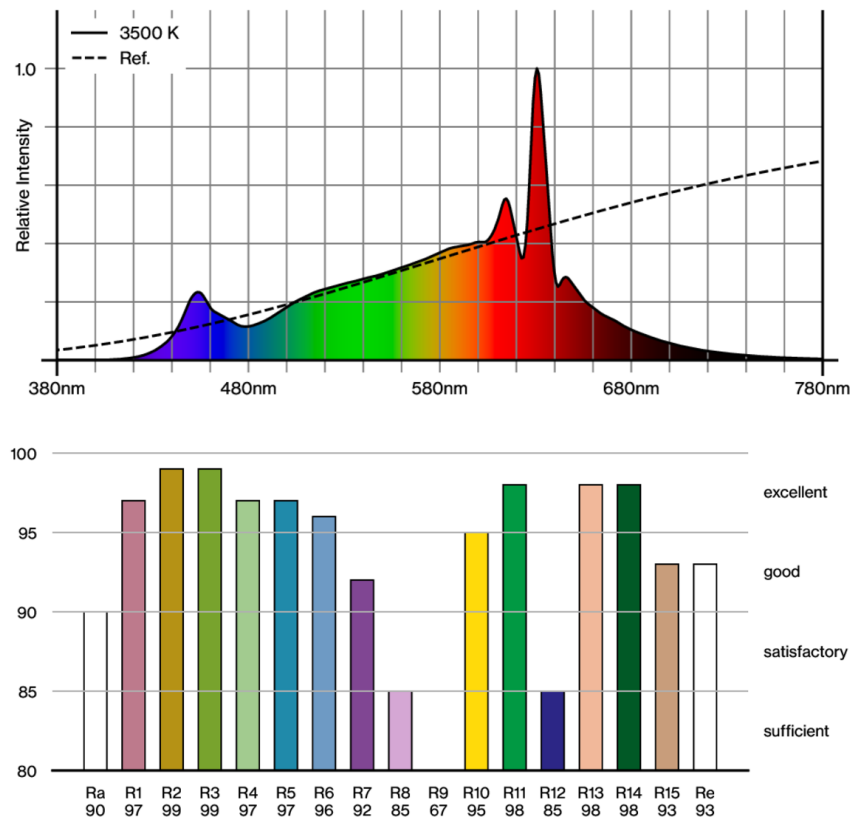 3500 K
Ref.
1.0
Relative Intensity
380nm 480nm 580nm 680nm 780nm
100
excellent
95
good
90
satisfactory
85
sufficient
80
Ra R1 R2 R3 R4 R5 R6 R7 R8 R9 R10 R11 R12 R13 R14 R15 Re
90 97 99 99 97 97 96 92 85 67 95 98 85 98 98 93 93